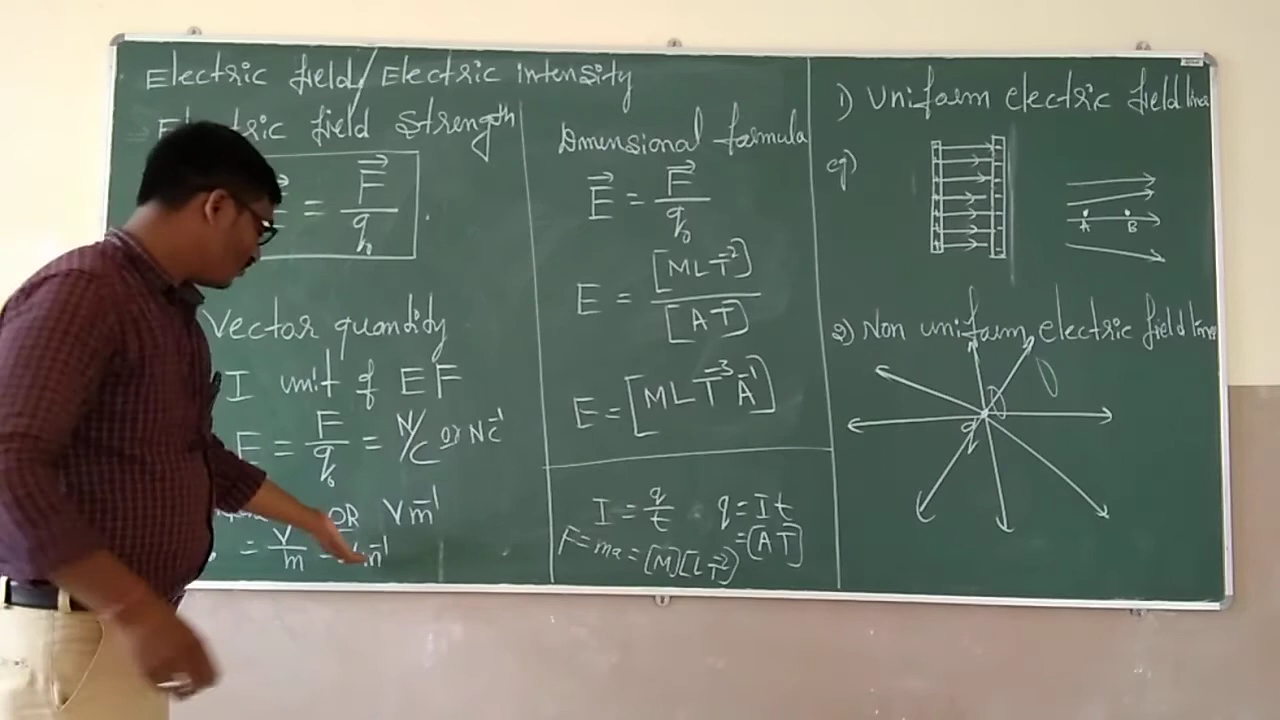 Electric field/Electric intensity
Electric field Strength
= F⃗/q₀
Vector quantity
I unit of EF
E = F/q₀ = N/C or NC⁻¹
OR Vm⁻¹
= V/m =
Dmensional formula
E⃗ = F⃗/q₀
E = [MLT⁻²]/[AT]
E = [MLT⁻³A⁻¹]
I = q/t q = It
= [AT]
F = ma = [M][LT⁻²]
1) Uniform electric field lines
eg)
A B
2) Non uniform electric field lines
q